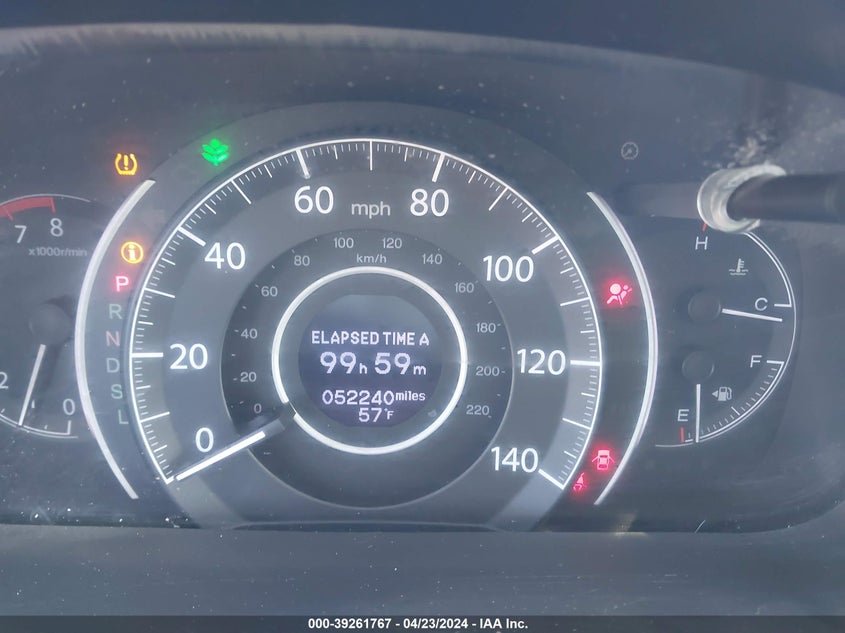 7 8
x1000r/min
2
0
P
R
N
D
S
L
0
20
40
60
mph
80
100
120
140
0
20
40
60
80
100
120
140
160
180
200
220
km/h
ELAPSED TIME A
99h 59m
052240miles
57°F
H
C
F
E
000-39261767 - 04/23/2024 - IAA Inc.